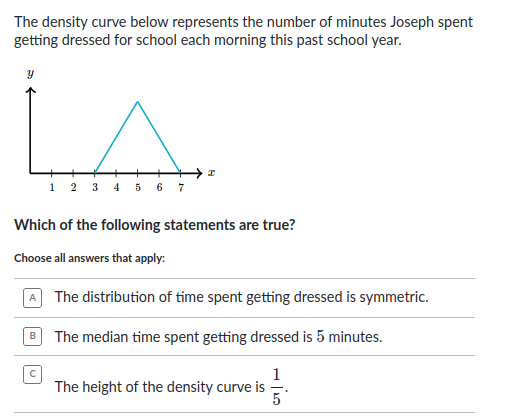 The density curve below represents the number of minutes Joseph spent
getting dressed for school each morning this past school year.
y
x
1 2 3 4 5 6 7
Which of the following statements are true?
Choose all answers that apply:
A The distribution of time spent getting dressed is symmetric.
B The median time spent getting dressed is 5 minutes.
C The height of the density curve is 1/5.